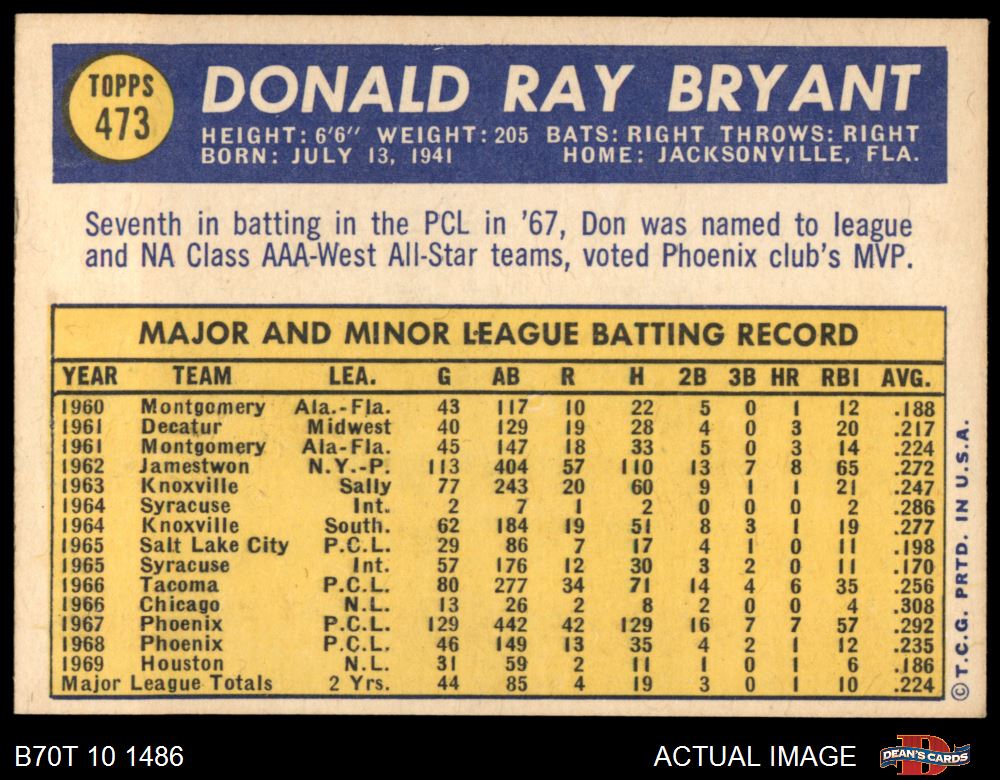 TOPPS
473
DONALD RAY BRYANT
HEIGHT: 6'6" WEIGHT: 205 BATS: RIGHT THROWS: RIGHT
BORN: JULY 13, 1941 HOME: JACKSONVILLE, FLA.
Seventh in batting in the PCL in '67, Don was named to league
and NA Class AAA-West All-Star teams, voted Phoenix club's MVP.
MAJOR AND MINOR LEAGUE BATTING RECORD
YEAR TEAM LEA. G AB R H 2B 3B HR RBI AVG.
1960 Montgomery Ala.-Fla. 43 117 10 22 5 0 1 12 .188
1961 Decatur Midwest 40 129 19 28 4 0 3 20 .217
1961 Montgomery Ala-Fla. 45 147 18 33 5 0 3 14 .224
1962 Jamestwon N.Y.-P. 113 404 57 110 13 7 8 65 .272
1963 Knoxville Sally 77 243 20 60 9 1 1 21 .247
1964 Syracuse Int. 2 7 1 2 0 0 0 2 .286
1964 Knoxville South. 62 184 19 51 8 3 1 19 .277
1965 Salt Lake City P.C.L. 29 86 7 17 4 1 0 11 .198
1965 Syracuse Int. 57 176 12 30 3 2 0 11 .170
1966 Tacoma P.C.L. 80 277 34 71 14 4 6 35 .256
1966 Chicago N.L. 13 26 2 8 2 0 0 4 .308
1967 Phoenix P.C.L. 129 442 42 129 16 7 7 57 .292
1968 Phoenix P.C.L. 46 149 13 35 4 2 1 12 .235
1969 Houston N.L. 31 59 2 11 1 0 1 6 .186
Major League Totals 2 Yrs. 44 85 4 19 3 0 1 10 .224
© T.C.G. PRTD. IN U.S.A.
B70T 10 1486 ACTUAL IMAGE
DEAN'S CARDS